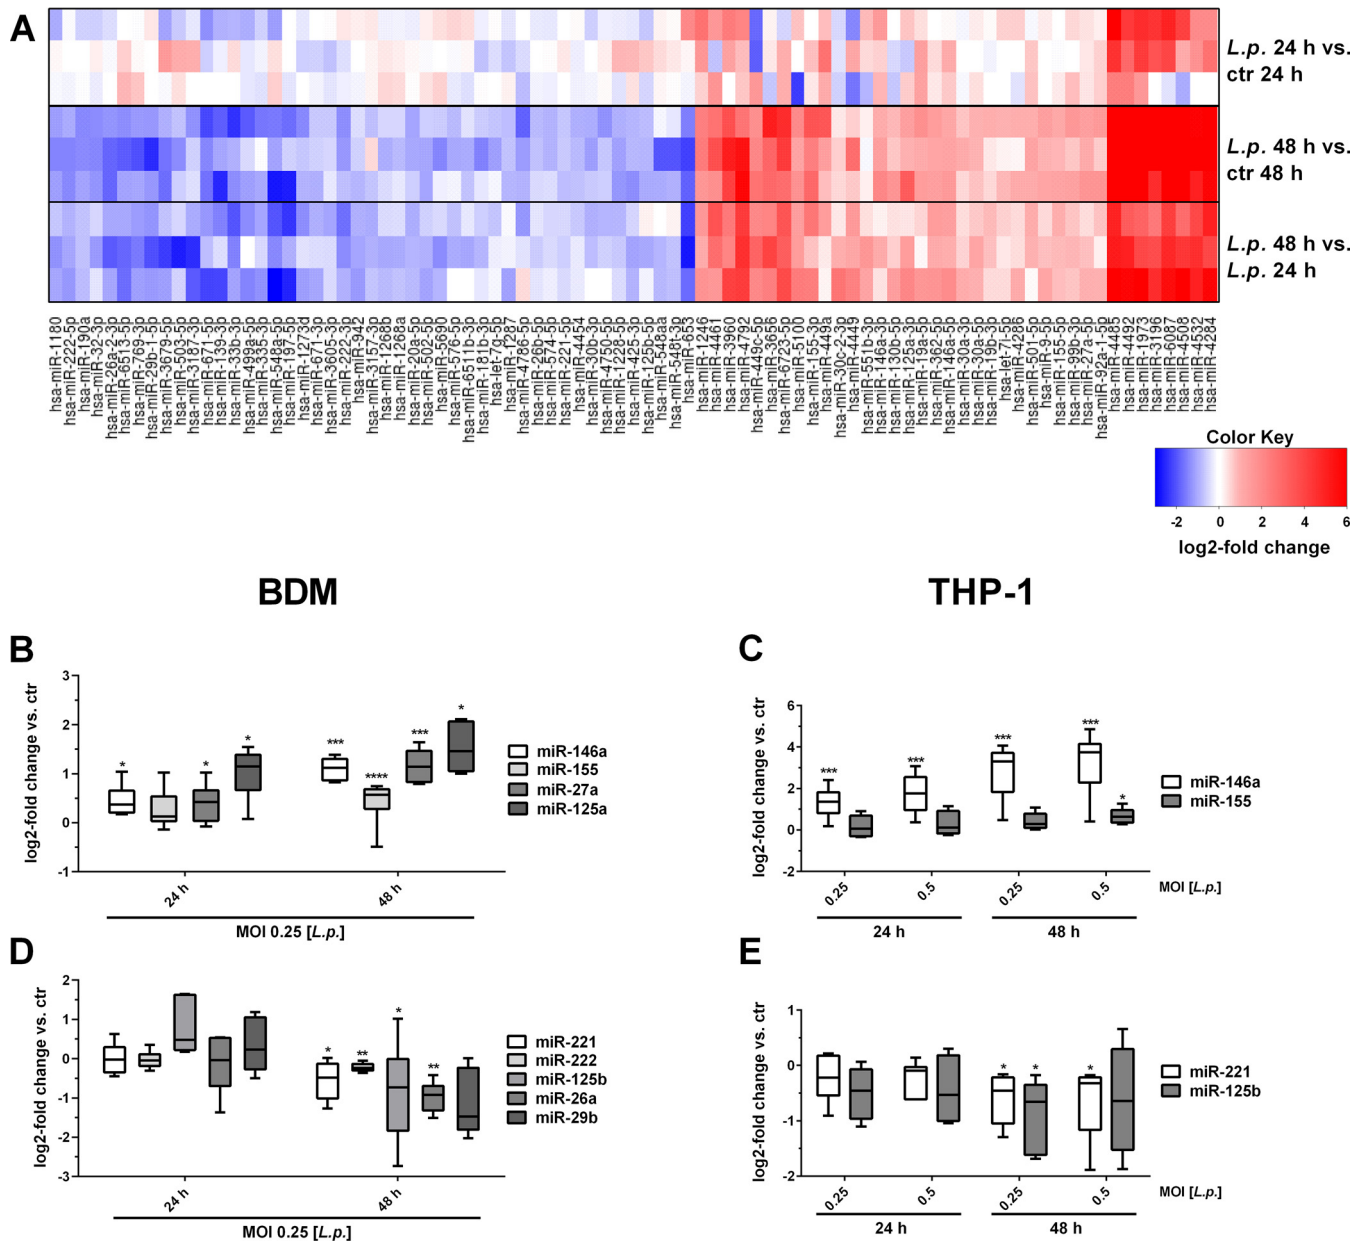 A
L.p. 24 h vs.
ctr 24 h
L.p. 48 h vs.
ctr 48 h
L.p. 48 h vs.
L.p. 24 h
hsa-miR-1180
hsa-miR-222-5p
hsa-miR-190a
hsa-miR-32-3p
hsa-miR-26a-2-3p
hsa-miR-6513-5p
hsa-miR-769-3p
hsa-miR-29b-1-5p
hsa-miR-3679-5p
hsa-miR-503-5p
hsa-miR-3187-3p
hsa-miR-671-5p
hsa-miR-139-3p
hsa-miR-33b-3p
hsa-miR-499a-5p
hsa-miR-335-3p
hsa-miR-548a-5p
hsa-miR-197-5p
hsa-miR-1273d
hsa-miR-671-3p
hsa-miR-3605-3p
hsa-miR-222-3p
hsa-miR-942
hsa-miR-3157-3p
hsa-miR-1268b
hsa-miR-1268a
hsa-miR-20a-5p
hsa-miR-502-5p
hsa-miR-5690
hsa-miR-576-5p
hsa-miR-6511b-3p
hsa-miR-181b-3p
hsa-let-7g-5p
hsa-miR-1287
hsa-miR-4786-5p
hsa-miR-26b-5p
hsa-miR-574-5p
hsa-miR-221-5p
hsa-miR-4454
hsa-miR-30b-3p
hsa-miR-4750-5p
hsa-miR-1228-5p
hsa-miR-425-3p
hsa-miR-125b-5p
hsa-miR-548aa
hsa-miR-548t-3p
hsa-miR-653
hsa-miR-1246
hsa-miR-4461
hsa-miR-3960
hsa-miR-4792
hsa-miR-449c-5p
hsa-miR-3656
hsa-miR-673-5p
hsa-miR-5100
hsa-miR-155-3p
hsa-miR-449a
hsa-miR-30c-2-3p
hsa-miR-4449
hsa-miR-551b-3p
hsa-miR-146a-3p
hsa-miR-130b-5p
hsa-miR-125a-3p
hsa-miR-19a-5p
hsa-miR-362-5p
hsa-miR-146a-5p
hsa-miR-30a-3p
hsa-miR-30a-5p
hsa-miR-19b-3p
hsa-let-7i-5p
hsa-miR-4286
hsa-miR-501-5p
hsa-miR-9-5p
hsa-miR-155-5p
hsa-miR-99b-3p
hsa-miR-27a-5p
hsa-miR-92a-1-5p
hsa-miR-4485
hsa-miR-4492
hsa-miR-1973
hsa-miR-3196
hsa-miR-6087
hsa-miR-4508
hsa-miR-4532
hsa-miR-4284
Color Key
-2 0 2 4 6
log2-fold change
BDM
THP-1
B
log2-fold change vs. ctr
3
2
1
0
-1
* * * *** **** *** *
24 h 48 h
MOI 0.25 [L.p.]
miR-146a
miR-155
miR-27a
miR-125a
C
log2-fold change vs. ctr
6
4
2
0
-2
*** *** *** *** *
0.25 0.5 0.25 0.5 MOI [L.p.]
24 h 48 h
miR-146a
miR-155
D
log2-fold change vs. ctr
2
1
0
-1
-2
-3
* ** * **
24 h 48 h
MOI 0.25 [L.p.]
miR-221
miR-222
miR-125b
miR-26a
miR-29b
E
log2-fold change vs. ctr
1
0
-1
-2
* * *
0.25 0.5 0.25 0.5 MOI [L.p.]
24 h 48 h
miR-221
miR-125b